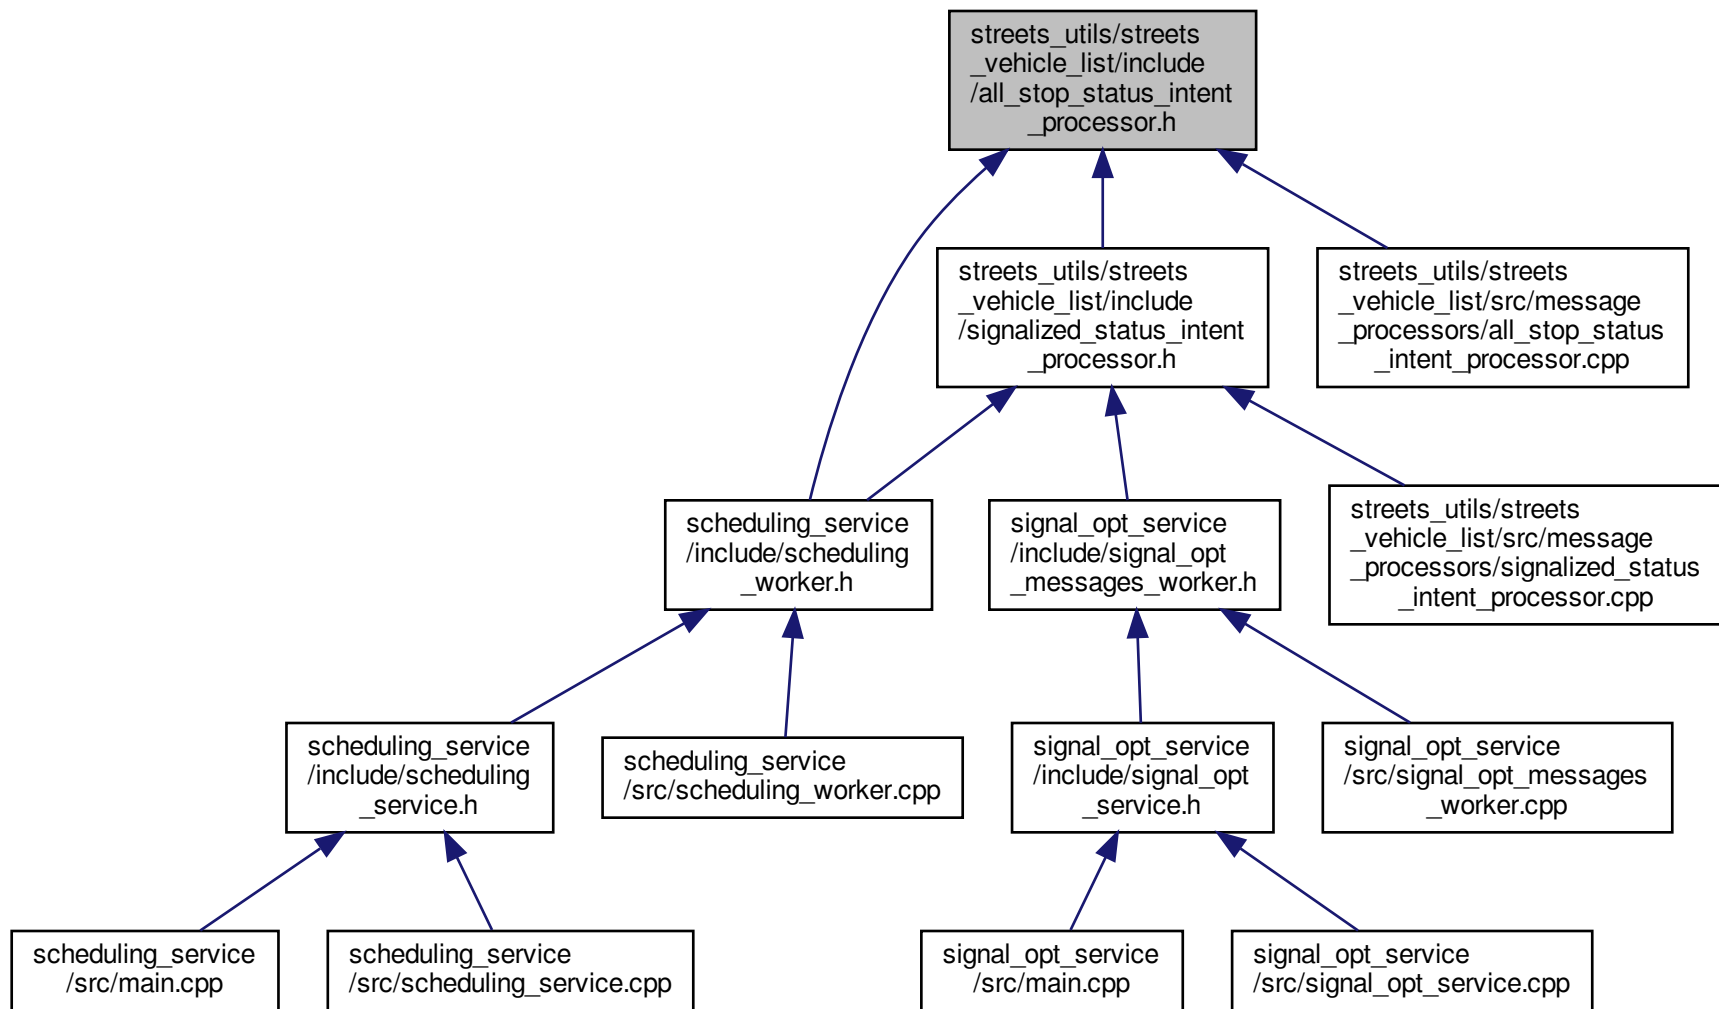 streets_utils/streets
_vehicle_list/include
/all_stop_status_intent
_processor.h
streets_utils/streets
_vehicle_list/include
/signalized_status_intent
_processor.h
streets_utils/streets
_vehicle_list/src/message
_processors/all_stop_status
_intent_processor.cpp
scheduling_service
/include/scheduling
_worker.h
signal_opt_service
/include/signal_opt
_messages_worker.h
streets_utils/streets
_vehicle_list/src/message
_processors/signalized_status
_intent_processor.cpp
scheduling_service
/include/scheduling
_service.h
scheduling_service
/src/scheduling_worker.cpp
signal_opt_service
/include/signal_opt
_service.h
signal_opt_service
/src/signal_opt_messages
_worker.cpp
scheduling_service
/src/main.cpp
scheduling_service
/src/scheduling_service.cpp
signal_opt_service
/src/main.cpp
signal_opt_service
/src/signal_opt_service.cpp